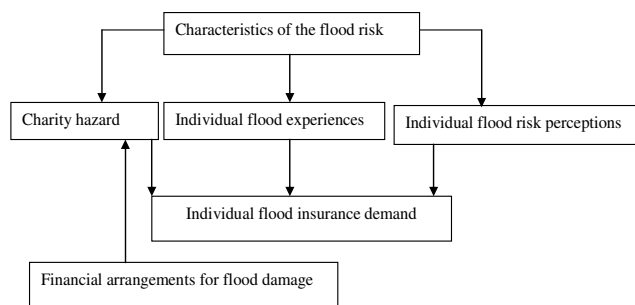 Characteristics of the flood risk
Charity hazard
Individual flood experiences
Individual flood risk perceptions
Individual flood insurance demand
Financial arrangements for flood damage